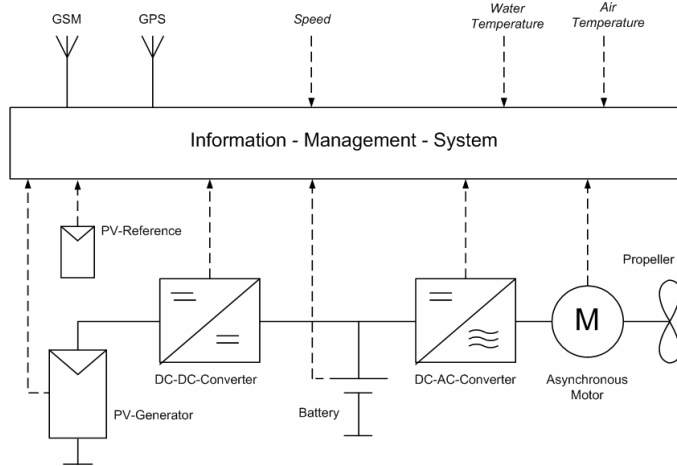 GSM
GPS
Speed
Water
Temperature
Air
Temperature
Information - Management - System
PV-Reference
Propeller
M
DC-DC-Converter
DC-AC-Converter
Asynchronous
Motor
PV-Generator
Battery